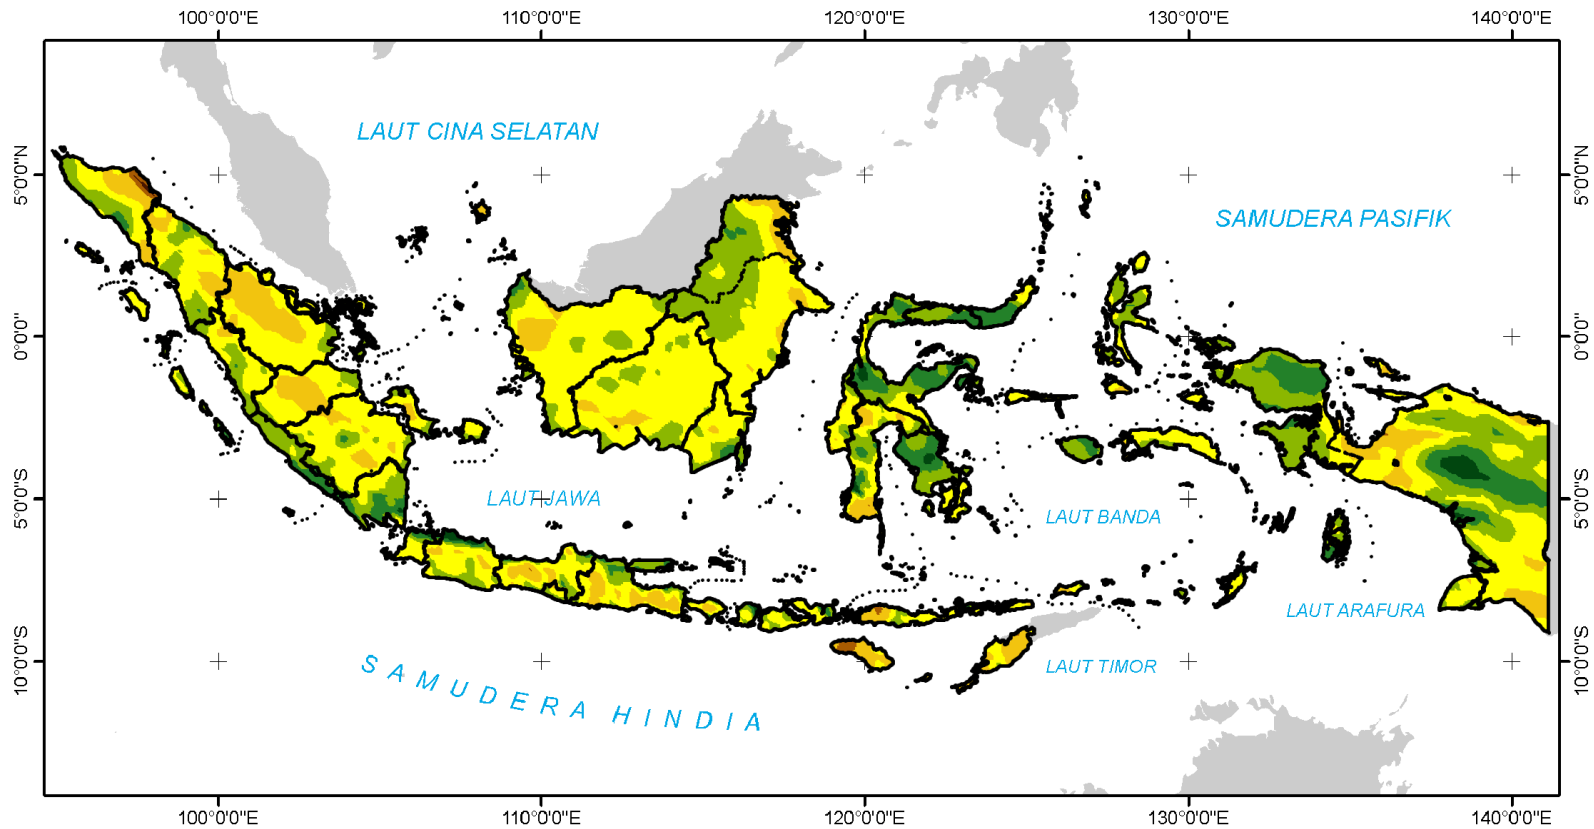 100°0'0"E 110°0'0"E 120°0'0"E 130°0'0"E 140°0'0"E
LAUT CINA SELATAN
5°0'0"N 5°0'0"N
SAMUDERA PASIFIK
0°0'0" 0°0'0"
LAUT JAWA
5°0'0"S 5°0'0"S
LAUT BANDA
LAUT ARAFURA
10°0'0"S 10°0'0"S
LAUT TIMOR
SAMUDERA HINDIA
100°0'0"E 110°0'0"E 120°0'0"E 130°0'0"E 140°0'0"E